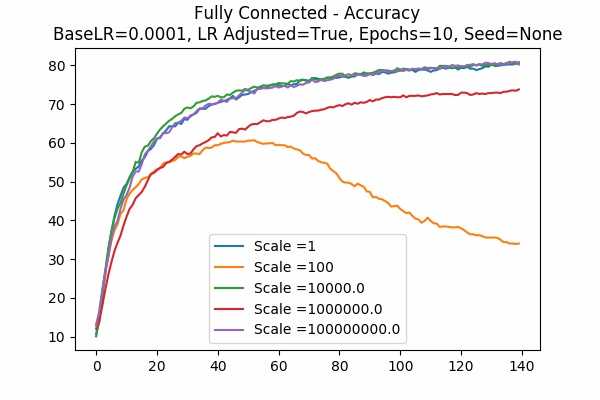 Fully Connected - Accuracy
BaseLR=0.0001, LR Adjusted=True, Epochs=10, Seed=None
80
70
60
50
40
30
20
10
Scale =1
Scale =100
Scale =10000.0
Scale =1000000.0
Scale =100000000.0
0 20 40 60 80 100 120 140